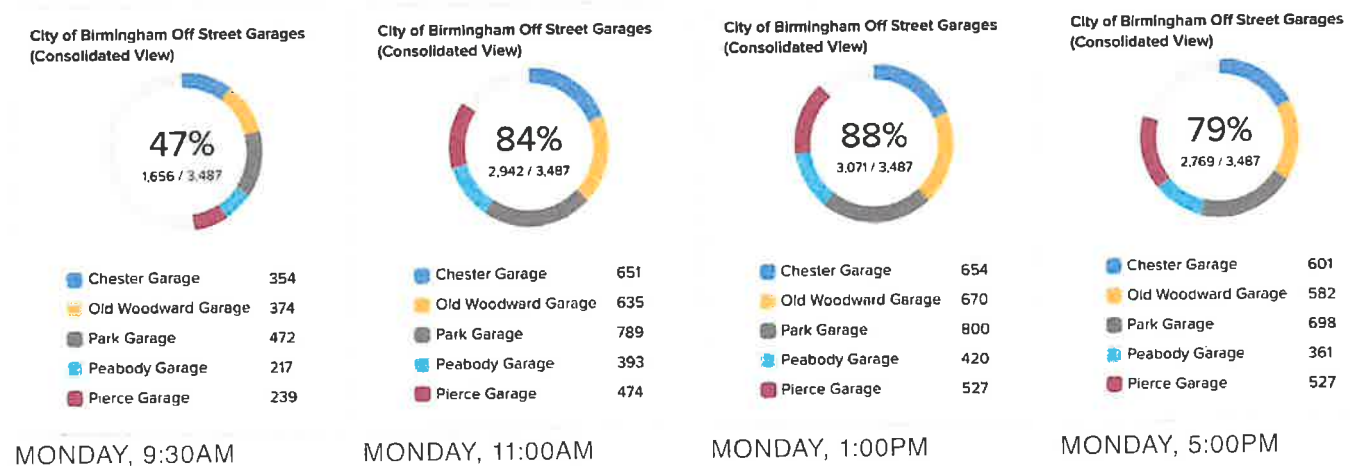 City of Birmingham Off Street Garages
(Consolidated View)
47%
1,656 / 3,487
Chester Garage 354
Old Woodward Garage 374
Park Garage 472
Peabody Garage 217
Pierce Garage 239
MONDAY, 9:30AM
City of Birmingham Off Street Garages
(Consolidated View)
84%
2,942 / 3,487
Chester Garage 651
Old Woodward Garage 635
Park Garage 789
Peabody Garage 393
Pierce Garage 474
MONDAY, 11:00AM
City of Birmingham Off Street Garages
(Consolidated View)
88%
3,071 / 3,487
Chester Garage 654
Old Woodward Garage 670
Park Garage 800
Peabody Garage 420
Pierce Garage 527
MONDAY, 1:00PM
City of Birmingham Off Street Garages
(Consolidated View)
79%
2,769 / 3,487
Chester Garage 601
Old Woodward Garage 582
Park Garage 698
Peabody Garage 361
Pierce Garage 527
MONDAY, 5:00PM